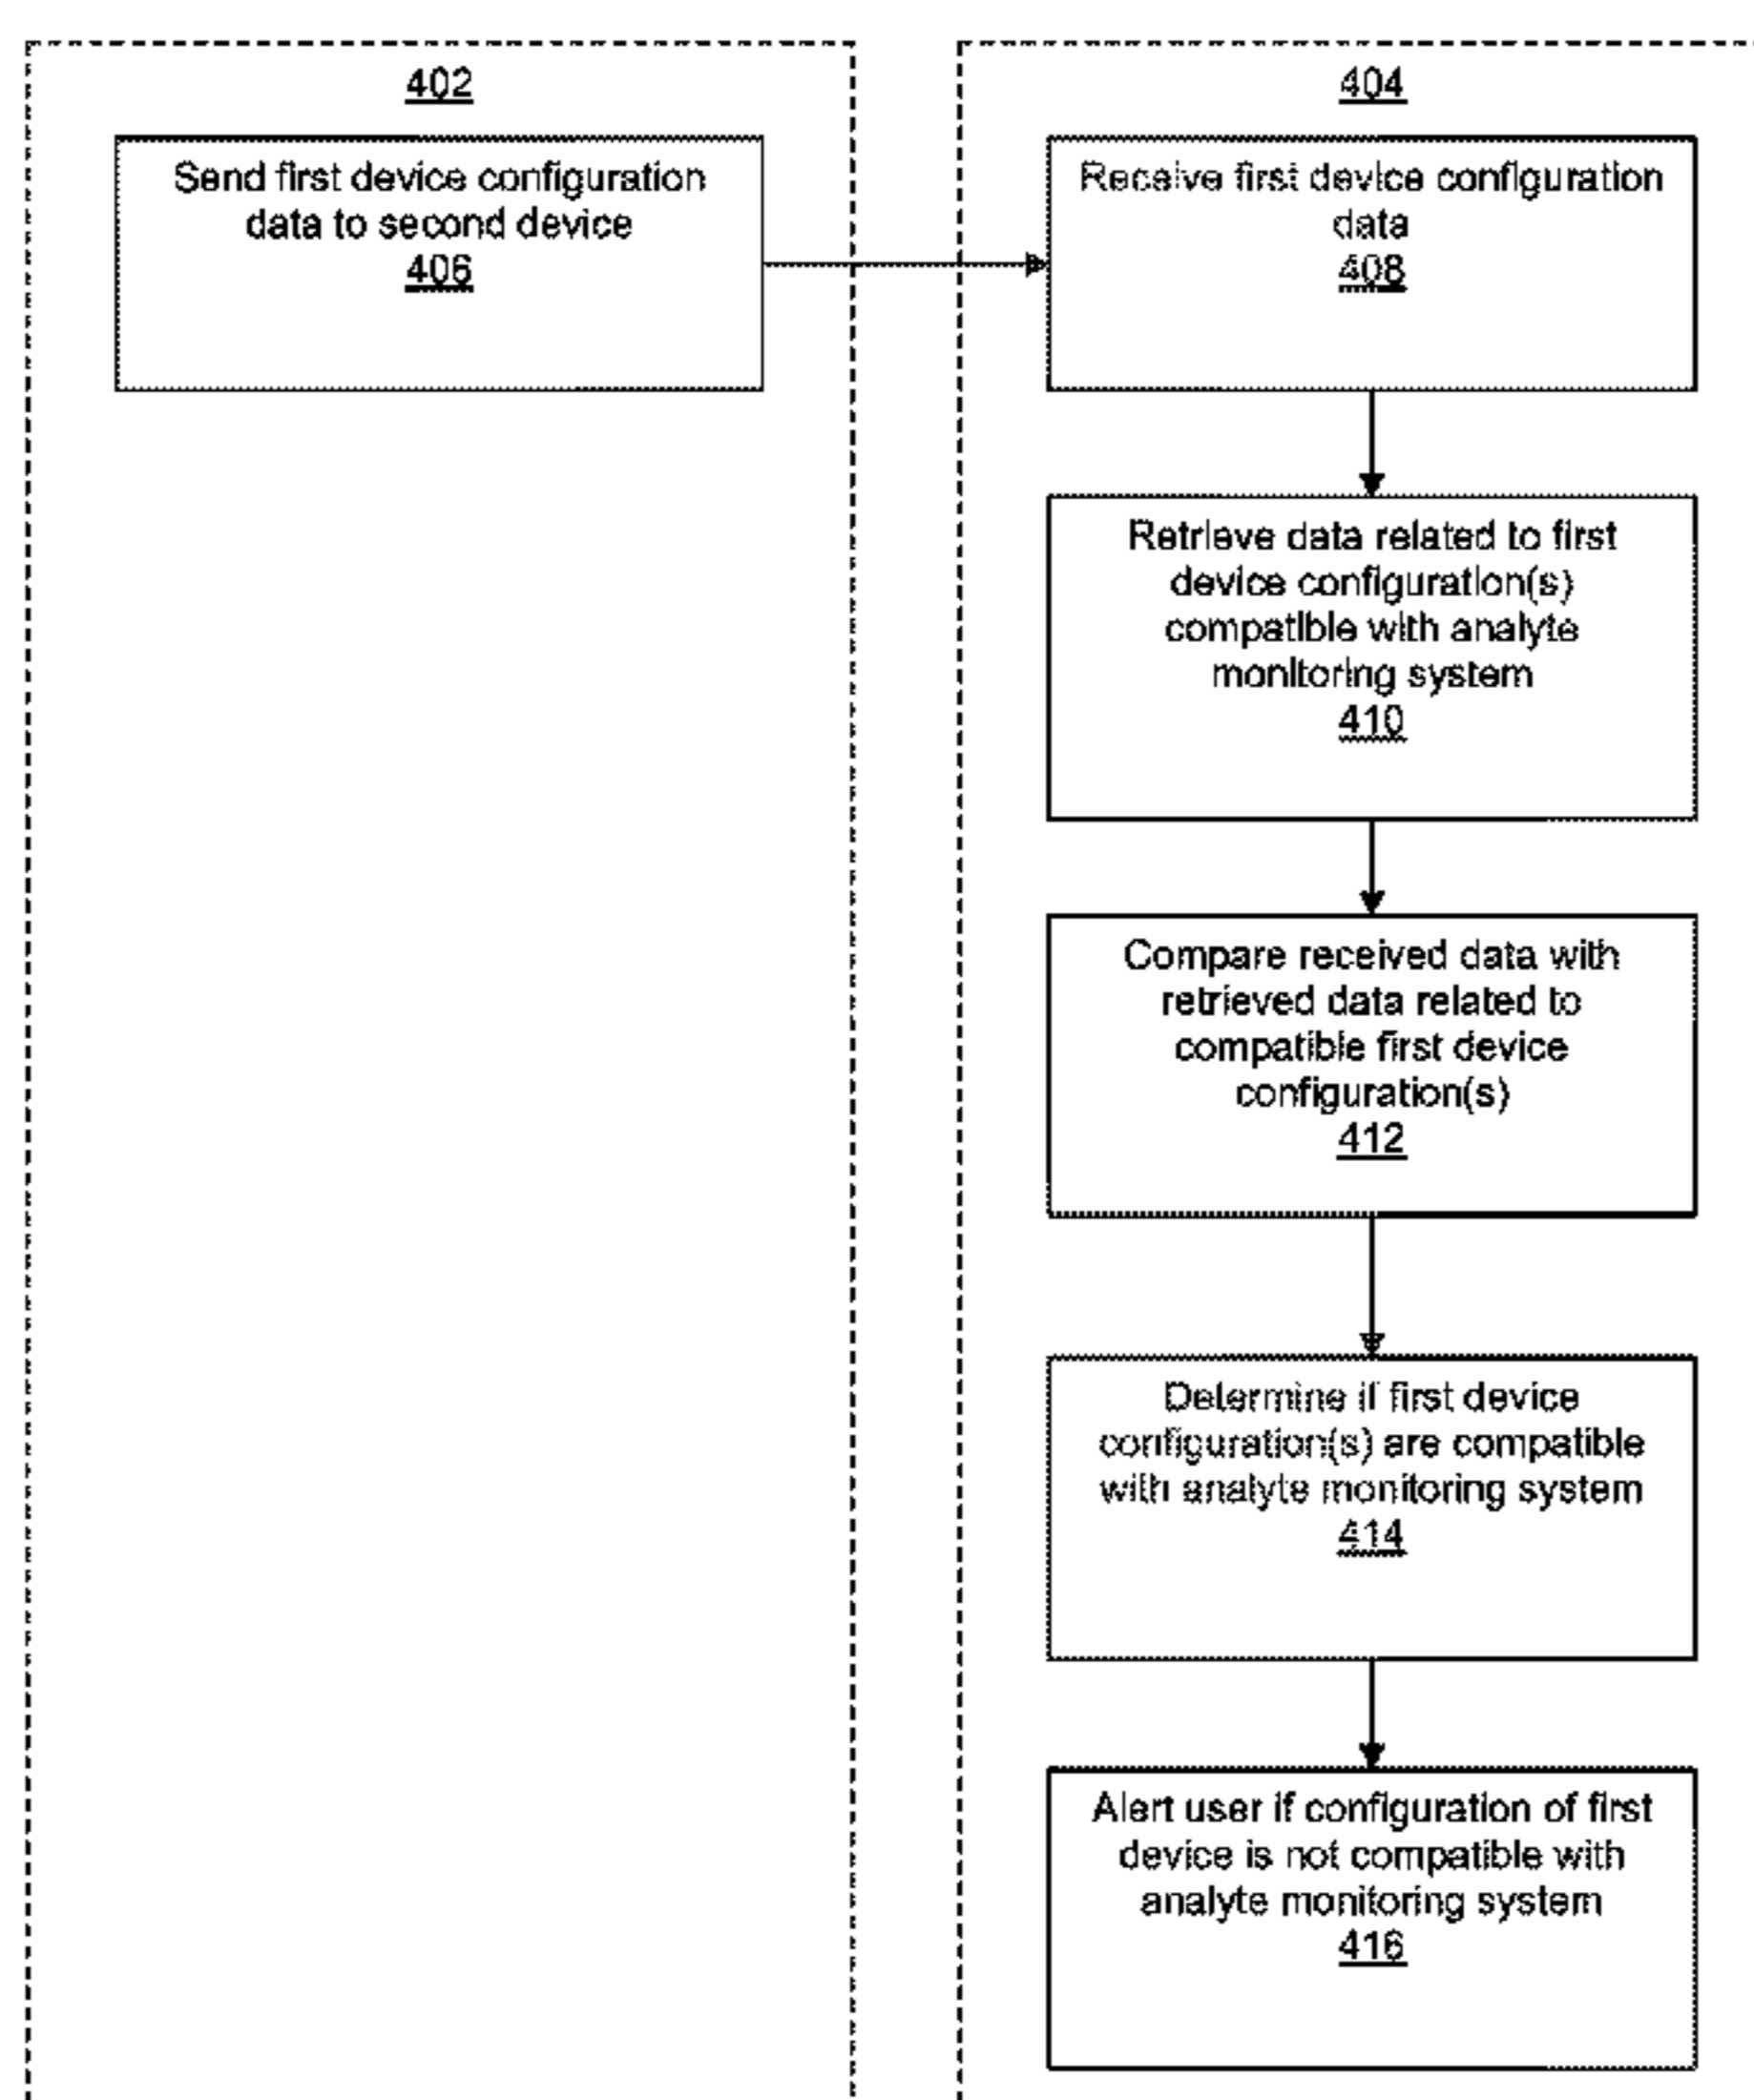 402
Send first device configuration
data to second device
406
404
Receive first device configuration
data
408
Retrieve data related to first
device configuration(s)
compatible with analyte
monitoring system
410
Compare received data with
retrieved data related to
compatible first device
configuration(s)
412
Determine if first device
configuration(s) are compatible
with analyte monitoring system
414
Alert user if configuration of first
device is not compatible with
analyte monitoring system
416